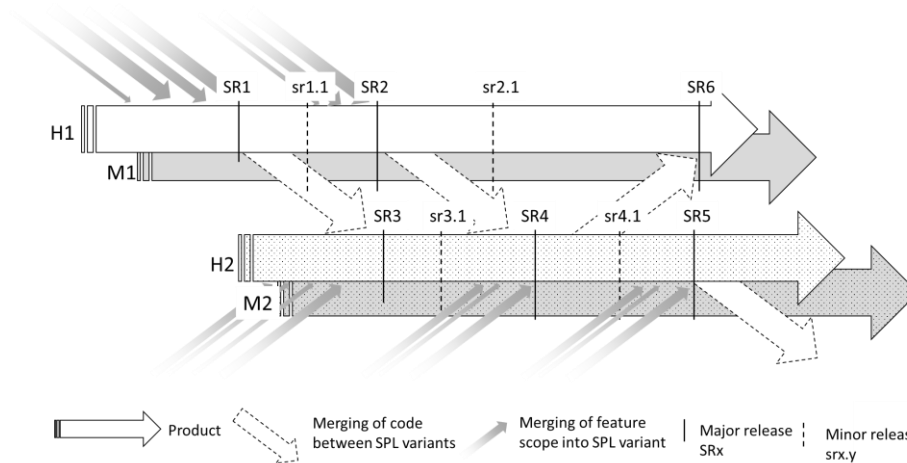 SR1 sr1.1 SR2 sr2.1 SR6
H1
M1
SR3 sr3.1 SR4 sr4.1 SR5
H2
M2
Product
Merging of code
between SPL variants
Merging of feature
scope into SPL variant
Major release
SRx
Minor releas
srx.y